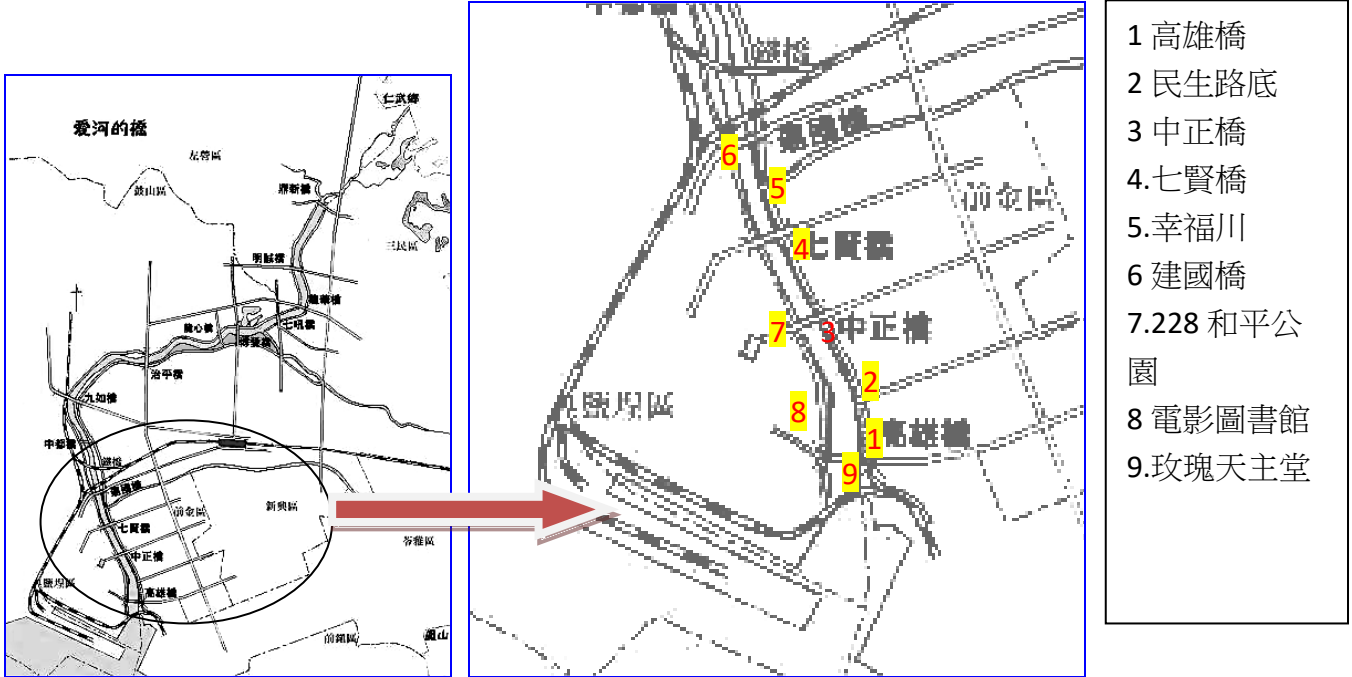 愛河的橋
仁武鄉
左營區
鼓山區
鼎新橋
三民區
明誠橋
龍華橋
龍心橋
七吼橋
治平橋
九如橋
中都橋
鐵橋
建國橋
前金區
新興區
七賢橋
苓雅區
中正橋
鹽埕區
高雄橋
前鎮區
鳳山
鐵橋
建國橋
6
5
前金區
4
七賢橋
7
3
中正橋
2
8
鹽埕區
1
高雄橋
9
1 高雄橋
2 民生路底
3 中正橋
4.七賢橋
5.幸福川
6 建國橋
7.228 和平公
園
8 電影圖書館
9.玫瑰天主堂